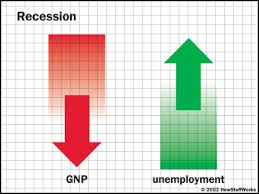 Recession
GNP
unemployment
© 2002 HowStuffWorks